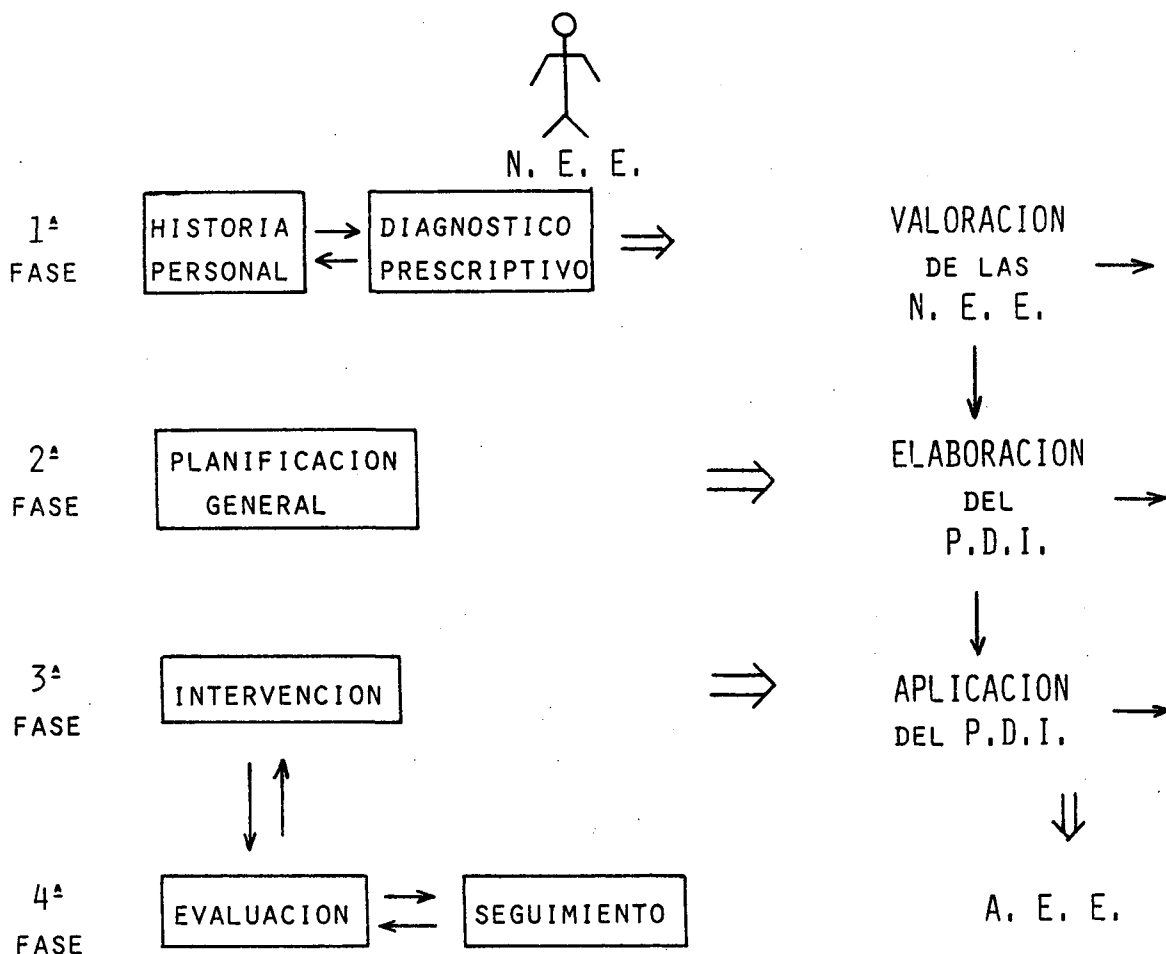 N. E. E.
1ª
FASE
HISTORIA
PERSONAL
DIAGNOSTICO
PRESCRIPTIVO
VALORACION
DE LAS
N. E. E.
2ª
FASE
PLANIFICACION
GENERAL
ELABORACION
DEL
P.D.I.
3ª
FASE
INTERVENCION
APLICACION
DEL P.D.I.
4ª
FASE
EVALUACION
SEGUIMIENTO
A. E. E.